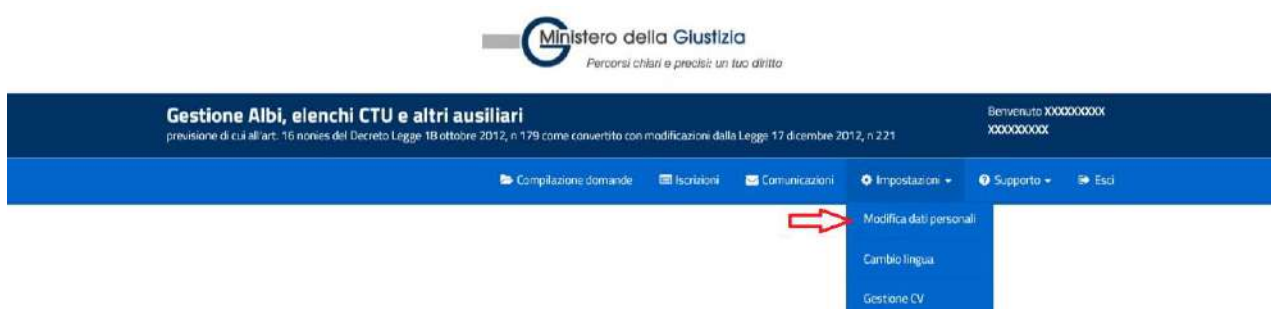 Ministero della Giustizia
Percorsi chiari e precisi: un tuo diritto
Gestione Albi, elenchi CTU e altri ausiliari
previsione di cui all'art. 16 nonies del Decreto Legge 18 ottobre 2012, n 179 come convertito con modificazioni dalla Legge 17 dicembre 2012, n 221
Benvenuto XXXXXXXXXX
XXXXXXXXX
Compilazione domande Iscrizioni Comunicazioni Impostazioni Supporto Esci
Modifica dati personali
Cambio lingua
Gestione CV